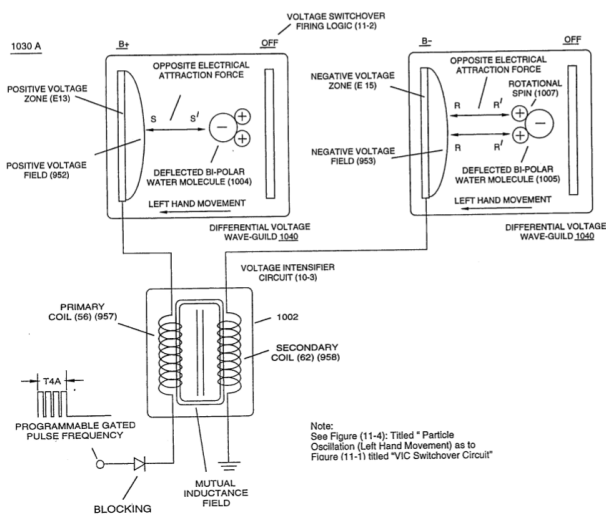 VOLTAGE SWITCHOVER
FIRING LOGIC (11-2)
1030 A
B+
OFF
B-
OFF
OPPOSITE ELECTRICAL
ATTRACTION FORCE
POSITIVE VOLTAGE
ZONE (E13)
S S'
+
+
-
POSITIVE VOLTAGE
FIELD (952)
DEFLECTED BI-POLAR
WATER MOLECULE (1004)
LEFT HAND MOVEMENT
DIFFERENTIAL VOLTAGE
WAVE-GUILD 1040
OPPOSITE ELECTRICAL
ATTRACTION FORCE
NEGATIVE VOLTAGE
ZONE (E 15)
ROTATIONAL
SPIN (1007)
R R'
+
-
+
R R'
NEGATIVE VOLTAGE
FIELD (953)
DEFLECTED BI-POLAR
WATER MOLECULE (1005)
LEFT HAND MOVEMENT
DIFFERENTIAL VOLTAGE
WAVE-GUILD 1040
VOLTAGE INTENSIFIER
CIRCUIT (10-3)
PRIMARY
COIL (56) (957)
1002
SECONDARY
COIL (62) (958)
T4A
PROGRAMMABLE GATED
PULSE FREQUENCY
BLOCKING
MUTUAL
INDUCTANCE
FIELD
Note:
See Figure (11-4): Titled " Particle
Oscillation (Left Hand Movement) as to
Figure (11-1) titled "VIC Switchover Circuit"